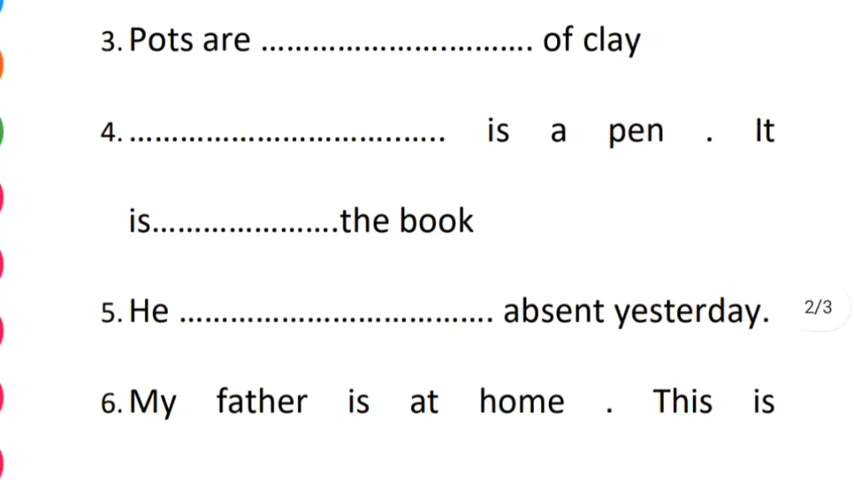 3. Pots are ................................ of clay
4. ..................................... is a pen . It
is......................the book
5. He ..................................... absent yesterday.
2/3
6. My father is at home . This is